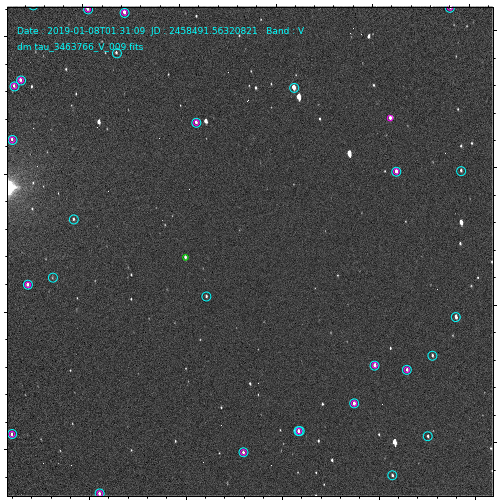 Date : 2019-01-08T01:31:09 JD : 2458491.56320821 Band : V
dm tau_3463766_V_009.fits